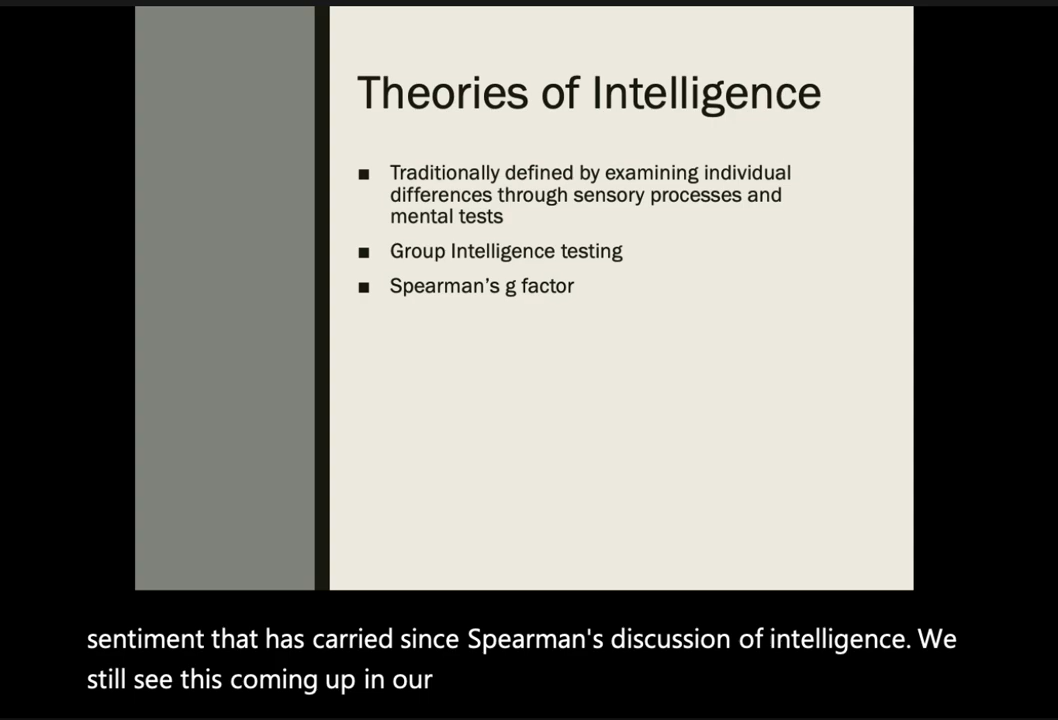 Theories of Intelligence
■ Traditionally defined by examining individual
differences through sensory processes and
mental tests
■ Group Intelligence testing
■ Spearman’s g factor
sentiment that has carried since Spearman's discussion of intelligence. We
still see this coming up in our